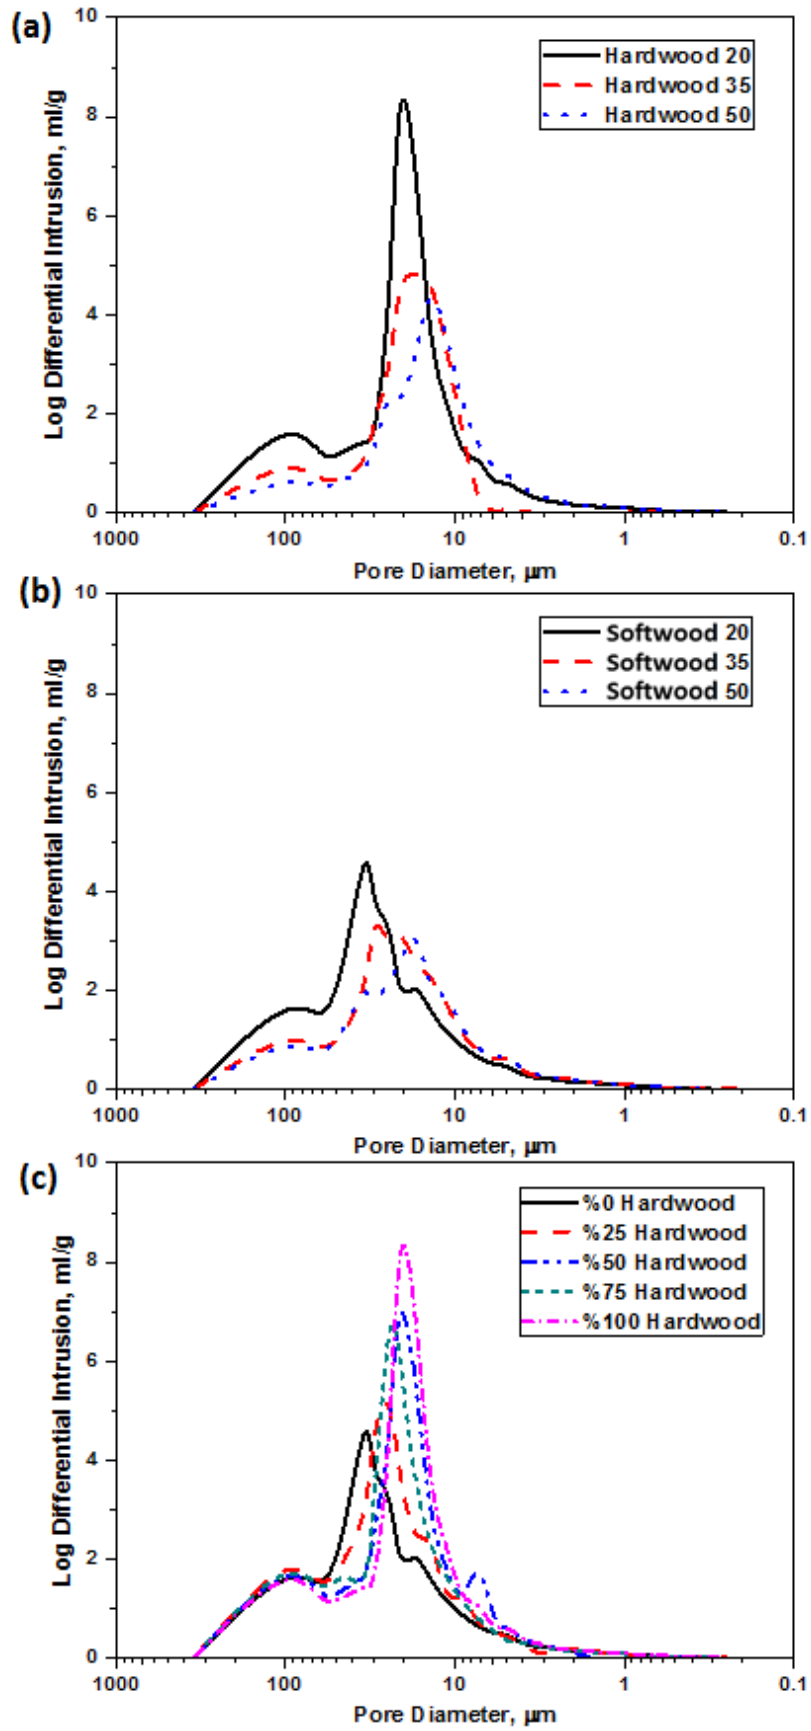 (a)
10
8
6
4
2
0
Log Differential Intrusion, ml/g
Hardwood 20
Hardwood 35
Hardwood 50
1000 100 10 1 0.1
Pore Diameter, μm
(b)
10
8
6
4
2
0
Log Differential Intrusion, ml/g
Softwood 20
Softwood 35
Softwood 50
1000 100 10 1 0.1
Pore Diameter, μm
(c)
10
8
6
4
2
0
Log Differential Intrusion, ml/g
%0 Hardwood
%25 Hardwood
%50 Hardwood
%75 Hardwood
%100 Hardwood
1000 100 10 1 0.1
Pore Diameter, μm